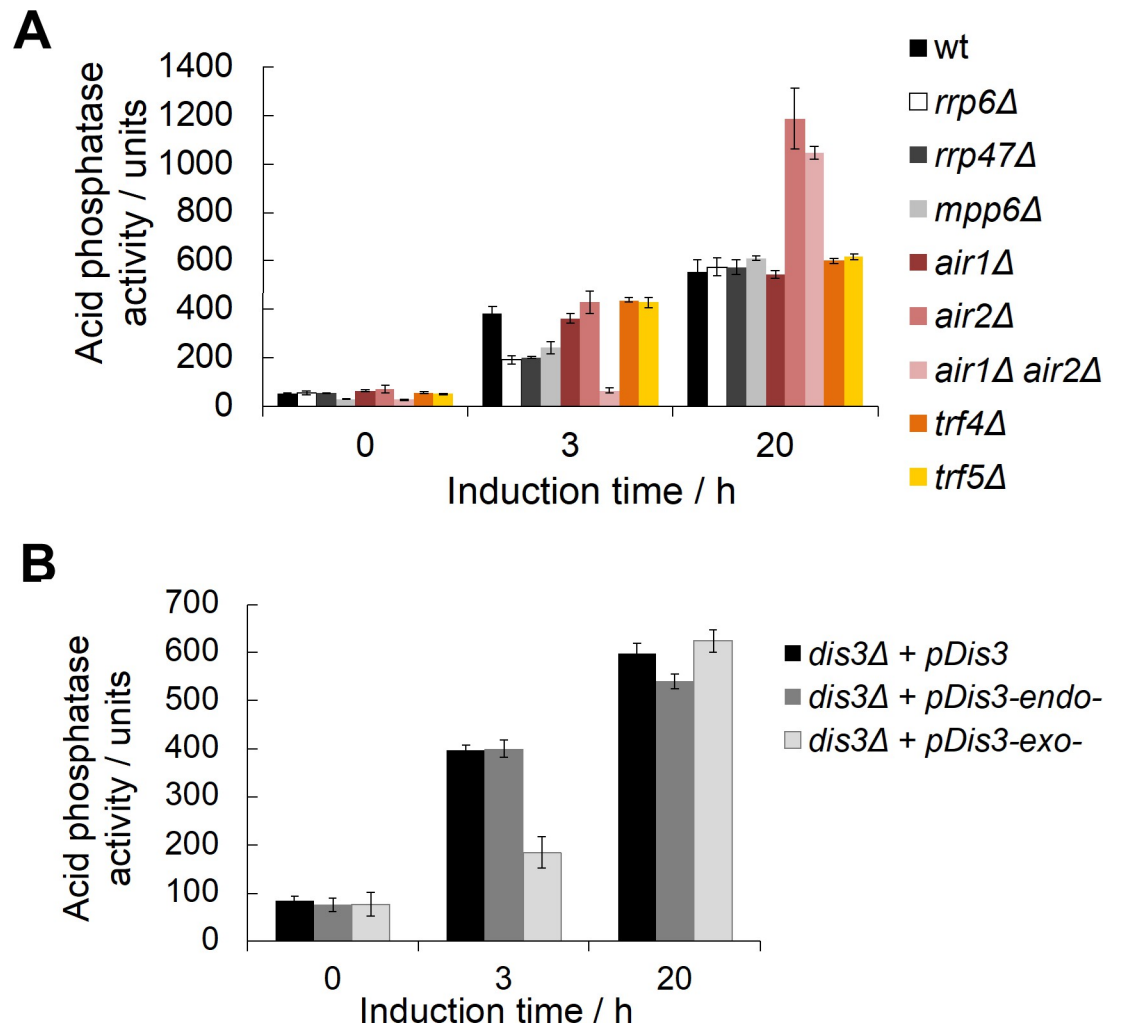 A
Acid phosphatase
activity / units
1400
1200
1000
800
600
400
200
0
0 3 20
Induction time / h
wt
rrp6Δ
rrp47Δ
mpp6Δ
air1Δ
air2Δ
air1Δ air2Δ
trf4Δ
trf5Δ
B
Acid phosphatase
activity / units
700
600
500
400
300
200
100
0
0 3 20
Induction time / h
dis3Δ + pDis3
dis3Δ + pDis3-endo-
dis3Δ + pDis3-exo-